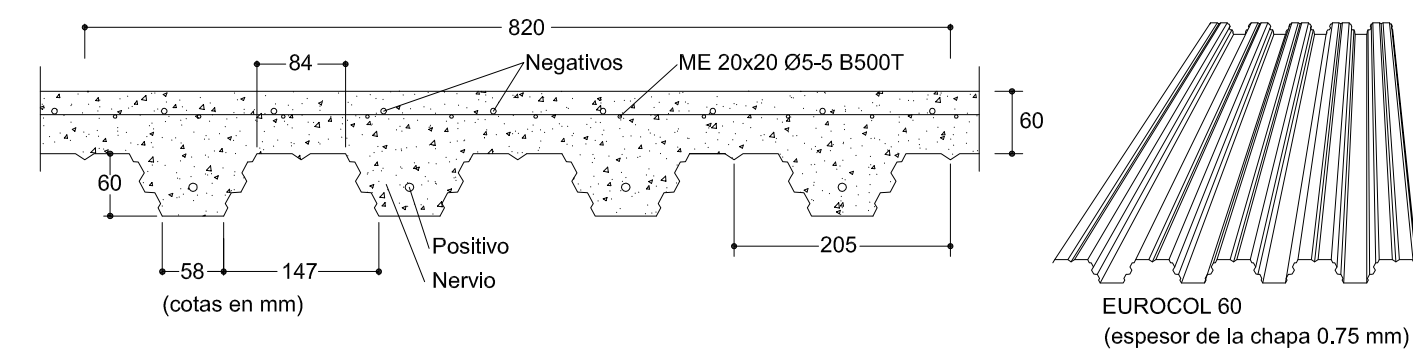 820
84
Negativos
ME 20x20 Ø5-5 B500T
60
60
Positivo
205
58
147
Nervio
(cotas en mm)
EUROCOL 60
(espesor de la chapa 0.75 mm)